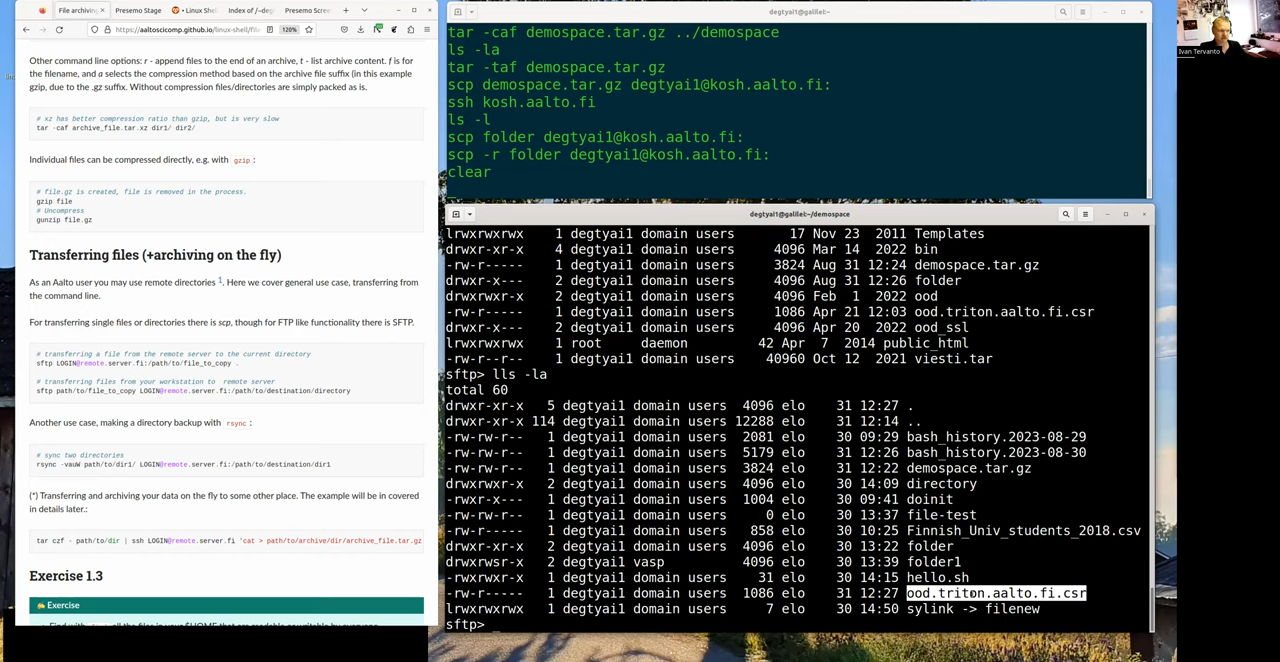 File archiving
Presemo Stage
Linux Shel
Index of /~deg
Presemo Scree
https://aaltoscicomp.github.io/linux-shell/file
120%
Other command line options: r - append files to the end of an archive, t - list archive content. f is for
the filename, and a selects the compression method based on the archive file suffix (in this example
gzip, due to the .gz suffix. Without compression files/directories are simply packed as is.
# xz has better compression ratio than gzip, but is very slow
tar -caf archive_file.tar.xz dir1/ dir2/
Individual files can be compressed directly, e.g. with gzip :
# file.gz is created, file is removed in the process.
gzip file
# Uncompress
gunzip file.gz
Transferring files (+archiving on the fly)
As an Aalto user you may use remote directories 1. Here we cover general use case, transferring from
the command line.
For transferring single files or directories there is scp, though for FTP like functionality there is SFTP.
# transferring a file from the remote server to the current directory
sftp LOGIN@remote.server.fi:/path/to/file_to_copy .
# transferring files from your workstation to  remote server
sftp path/to/file_to_copy LOGIN@remote.server.fi:/path/to/destination/directory
Another use case, making a directory backup with rsync :
# sync two directories
rsync -vauW path/to/dir1/ LOGIN@remote.server.fi:/path/to/destination/dir1
(*) Transferring and archiving your data on the fly to some other place. The example will be in covered
in details later.:
tar czf - path/to/dir | ssh LOGIN@remote.server.fi 'cat > path/to/archive/dir/archive_file.tar.gz
Exercise 1.3
Exercise
degtyai1@galilei:~
tar -caf demospace.tar.gz ../demospace
ls -la
tar -taf demospace.tar.gz
scp demospace.tar.gz degtyai1@kosh.aalto.fi:
ssh kosh.aalto.fi
ls -l
scp folder degtyai1@kosh.aalto.fi:
scp -r folder degtyai1@kosh.aalto.fi:
clear
degtyai1@galilei:~/demospace
lrwxrwxrwx 1 degtyai1 domain users 17 Nov 23 2011 Templates
drwxr-xr-x 4 degtyai1 domain users 4096 Mar 14 2022 bin
-rw-r----- 1 degtyai1 domain users 3824 Aug 31 12:24 demospace.tar.gz
drwxr-x--- 2 degtyai1 domain users 4096 Aug 31 12:26 folder
drwxrwxr-x 2 degtyai1 domain users 4096 Feb 1 2022 ood
-rw-r----- 1 degtyai1 domain users 1086 Apr 21 12:03 ood.triton.aalto.fi.csr
drwxr-x--- 2 degtyai1 domain users 4096 Apr 20 2022 ood_ssl
lrwxrwxrwx 1 root daemon 42 Apr 7 2014 public_html
-rw-r--r-- 1 degtyai1 domain users 40960 Oct 12 2021 viesti.tar
sftp> lls -la
total 60
drwxr-xr-x 5 degtyai1 domain users 4096 elo 31 12:27 .
drwxr-xr-x 114 degtyai1 domain users 12288 elo 31 12:14 ..
-rw-rw-r-- 1 degtyai1 domain users 2081 elo 30 09:29 bash_history.2023-08-29
-rw-rw-r-- 1 degtyai1 domain users 5179 elo 31 12:26 bash_history.2023-08-30
-rw-rw-r-- 1 degtyai1 domain users 3824 elo 31 12:22 demospace.tar.gz
drwxrwxr-x 2 degtyai1 domain users 4096 elo 30 14:09 directory
-rwxr-x--- 1 degtyai1 domain users 1004 elo 30 09:41 doinit
-rw-rw-r-- 1 degtyai1 domain users 0 elo 30 13:37 file-test
-rw-rw---- 1 degtyai1 domain users 858 elo 30 10:25 Finnish_Univ_students_2018.csv
drwxrwxr-x 2 degtyai1 domain users 4096 elo 30 13:22 folder
drwxrwsr-x 2 degtyai1 vasp 4096 elo 30 13:39 folder1
-rwxrwxr-x 1 degtyai1 domain users 31 elo 30 14:15 hello.sh
-rw-r----- 1 degtyai1 domain users 1086 elo 31 12:27 ood.triton.aalto.fi.csr
lrwxrwxrwx 1 degtyai1 domain users 7 elo 30 14:50 sylink -> filenew
sftp>
Ivan Tervanto